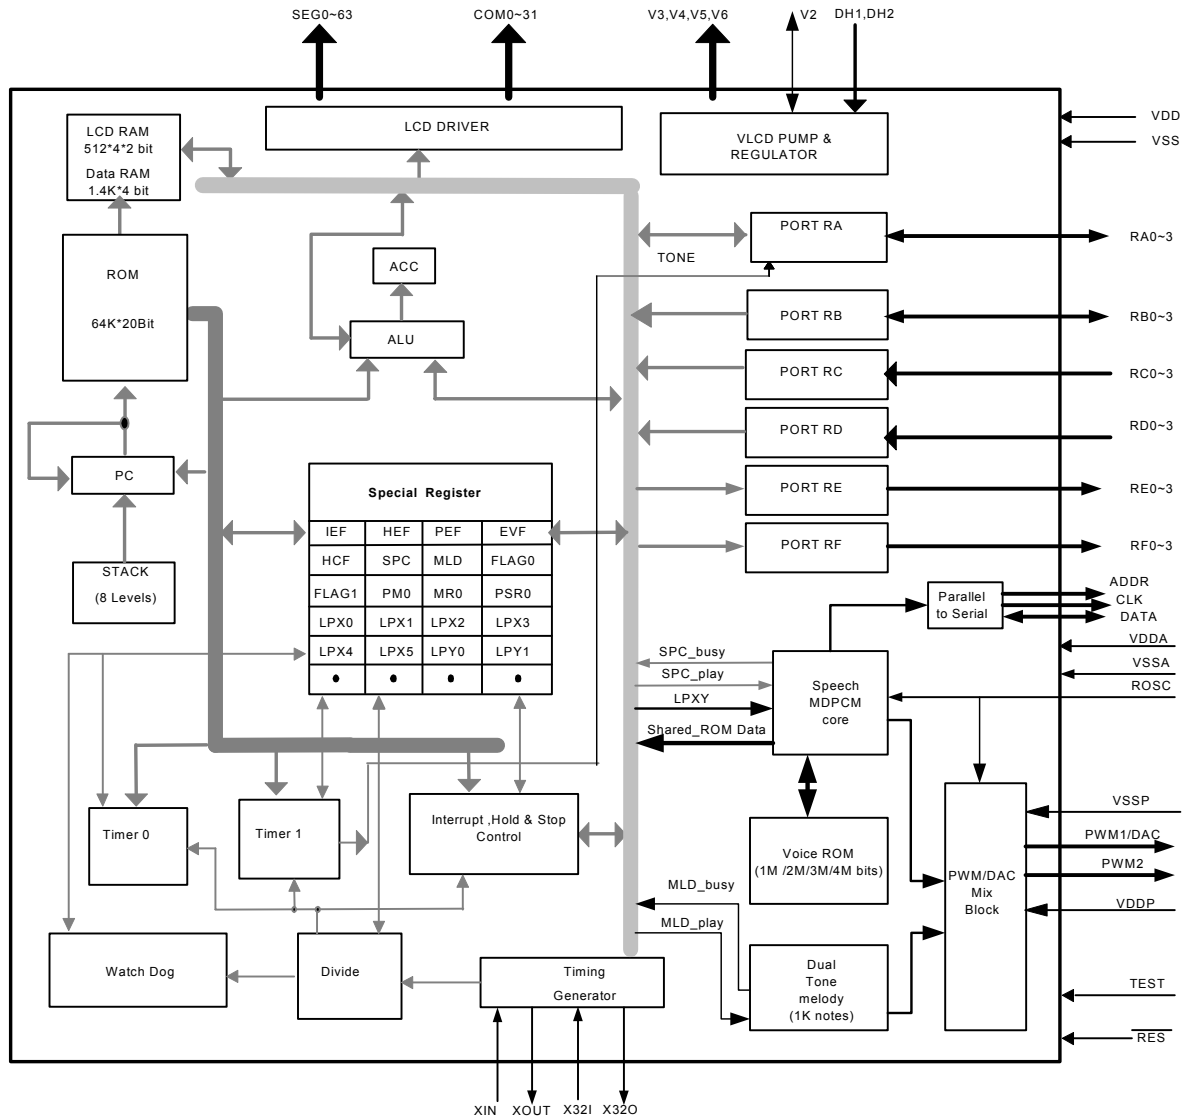 SEG0~63
COM0~31
V3,V4,V5,V6
V2
DH1,DH2
LCD RAM
512*4*2 bit
Data RAM
1.4K*4 bit
LCD DRIVER
VLCD PUMP &
REGULATOR
VDD
VSS
ROM
64K*20Bit
ACC
ALU
TONE
PORT RA
RA0~3
PORT RB
RB0~3
PORT RC
RC0~3
PORT RD
RD0~3
PORT RE
RE0~3
PORT RF
RF0~3
PC
STACK
(8 Levels)
Special Register
IEF HEF PEF EVF
HCF SPC MLD FLAG0
FLAG1 PM0 MR0 PSR0
LPX0 LPX1 LPX2 LPX3
LPX4 LPX5 LPY0 LPY1
Parallel
to Serial
ADDR
CLK
DATA
VDDA
VSSA
ROSC
SPC_busy
SPC_play
LPXY
Shared_ROM Data
Speech
MDPCM
core
Timer 0
Timer 1
Interrupt ,Hold & Stop
Control
Voice ROM
(1M /2M/3M/4M bits)
VSSP
PWM1/DAC
PWM2
VDDP
PWM/DAC
Mix
Block
MLD_busy
MLD_play
Watch Dog
Divide
Timing
Generator
Dual
Tone
melody
(1K notes)
TEST
RES
XIN
XOUT
X32I
X32O